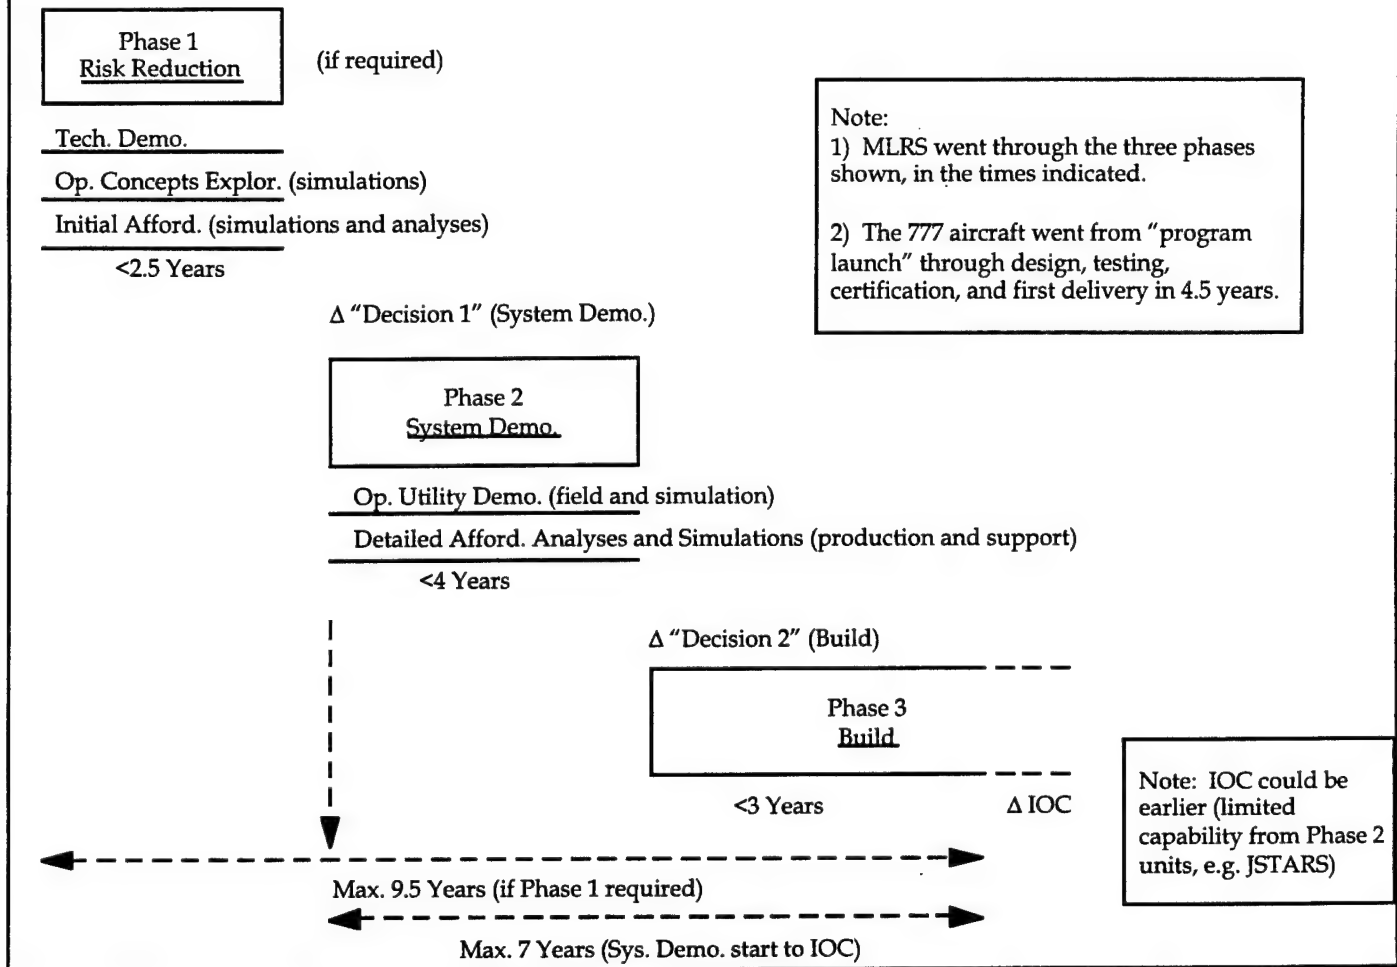 Phase 1
Risk Reduction
(if required)
Tech. Demo.
Op. Concepts Explor. (simulations)
Initial Afford. (simulations and analyses)
<2.5 Years
Note:
1) MLRS went through the three phases
shown, in the times indicated.
2) The 777 aircraft went from "program
launch" through design, testing,
certification, and first delivery in 4.5 years.
Δ "Decision 1" (System Demo.)
Phase 2
System Demo.
Op. Utility Demo. (field and simulation)
Detailed Afford. Analyses and Simulations (production and support)
<4 Years
Δ "Decision 2" (Build)
Phase 3
Build
<3 Years
Δ IOC
Note: IOC could be
earlier (limited
capability from Phase 2
units, e.g. JSTARS)
Max. 9.5 Years (if Phase 1 required)
Max. 7 Years (Sys. Demo. start to IOC)